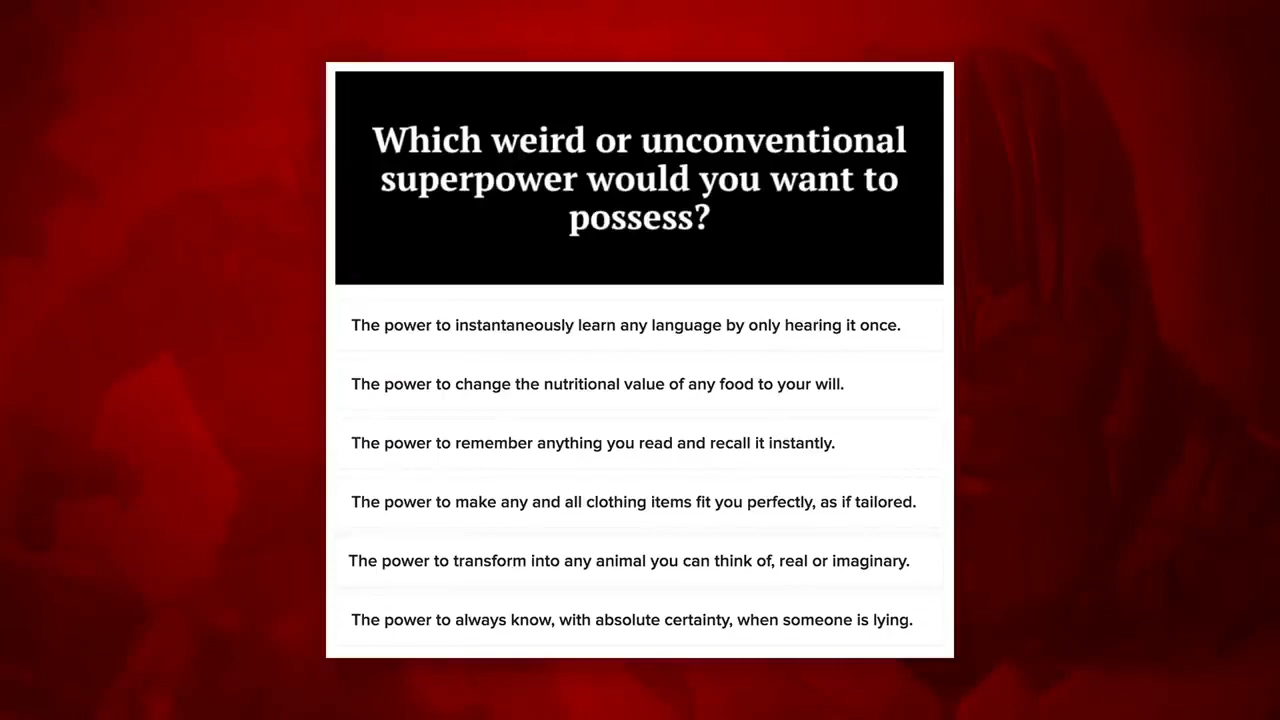 Which weird or unconventional
superpower would you want to
possess?
The power to instantaneously learn any language by only hearing it once.
The power to change the nutritional value of any food to your will.
The power to remember anything you read and recall it instantly.
The power to make any and all clothing items fit you perfectly, as if tailored.
The power to transform into any animal you can think of, real or imaginary.
The power to always know, with absolute certainty, when someone is lying.